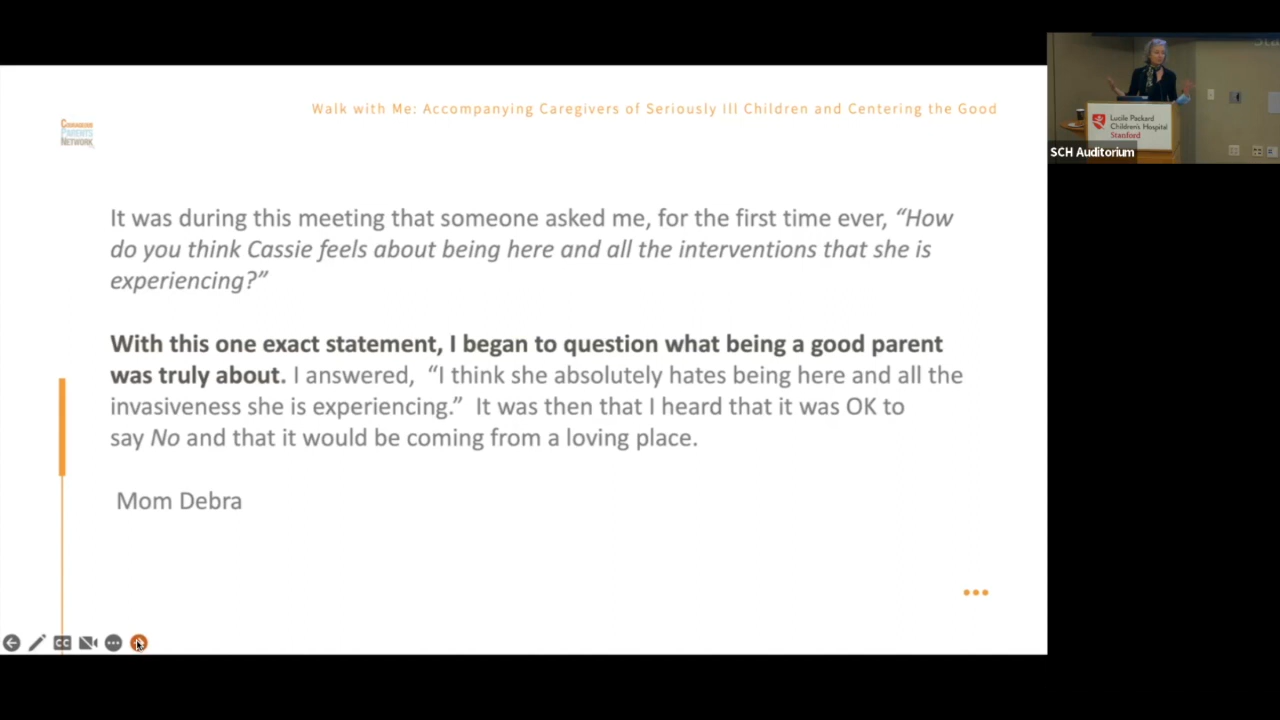 Walk with Me: Accompanying Caregivers of Seriously Ill Children and Centering the Good
COURAGEOUS
PARENTS
NETWORK
It was during this meeting that someone asked me, for the first time ever, “How
do you think Cassie feels about being here and all the interventions that she is
experiencing?”
With this one exact statement, I began to question what being a good parent
was truly about. I answered, “I think she absolutely hates being here and all the
invasiveness she is experiencing.” It was then that I heard that it was OK to
say No and that it would be coming from a loving place.
Mom Debra
CC
Lucile Packard
Children's Hospital
Stanford
SCH Auditorium